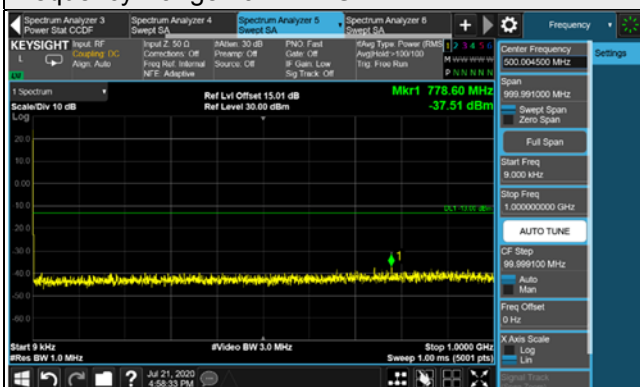 Spectrum Analyzer 3
Power Stat CCDF
Spectrum Analyzer 4
Swept SA
Spectrum Analyzer 5
Swept SA
Spectrum Analyzer 6
Swept SA
Frequency
KEYSIGHT
L
Input: RF
Coupling: DC
Align: Auto
Input Z: 50 Ω
Corrections: Off
Freq Ref: Internal
NFE: Adaptive
#Atten: 30 dB
Preamp: Off
Source: Off
PNO: Fast
Gate: Off
IF Gain: Low
Sig Track: Off
#Avg Type: Power (RMS
Avg|Hold:>100/100
Trig: Free Run
1 2 3 4 5 6
M W W W W W
P N N N N N
LV
1 Spectrum
Scale/Div 10 dB
Log
Ref Lvl Offset 15.01 dB
Ref Level 30.00 dBm
Mkr1 778.60 MHz
-37.51 dBm
20.0
10.0
0.00
-10.0
-20.0
-30.0
-40.0
-50.0
-60.0
DL1 -13.00 dBm
1
Start 9 kHz
#Res BW 1.0 MHz
#Video BW 3.0 MHz
Stop 1.0000 GHz
Sweep 1.00 ms (5001 pts)
Jul 21, 2020
4:58:33 PM
Center Frequency
500.004500 MHz
Settings
Span
999.991000 MHz
Swept Span
Zero Span
Full Span
Start Freq
9.000 kHz
Stop Freq
1.000000000 GHz
AUTO TUNE
CF Step
99.999100 MHz
Auto
Man
Freq Offset
0 Hz
X Axis Scale
Log
Lin
Signal Track